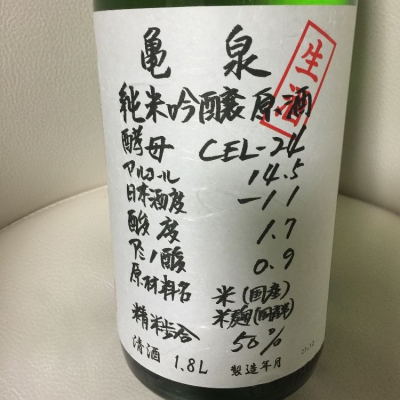 亀泉
生酒
純米吟醸原酒
酵母 CEL-24
アルコール 14.5
日本酒度 -11
酸度 1.7
アミノ酸 0.9
原材料名 米(国産)
米麹(国産米)
精米歩合 50%
清酒 1.8L 製造年月